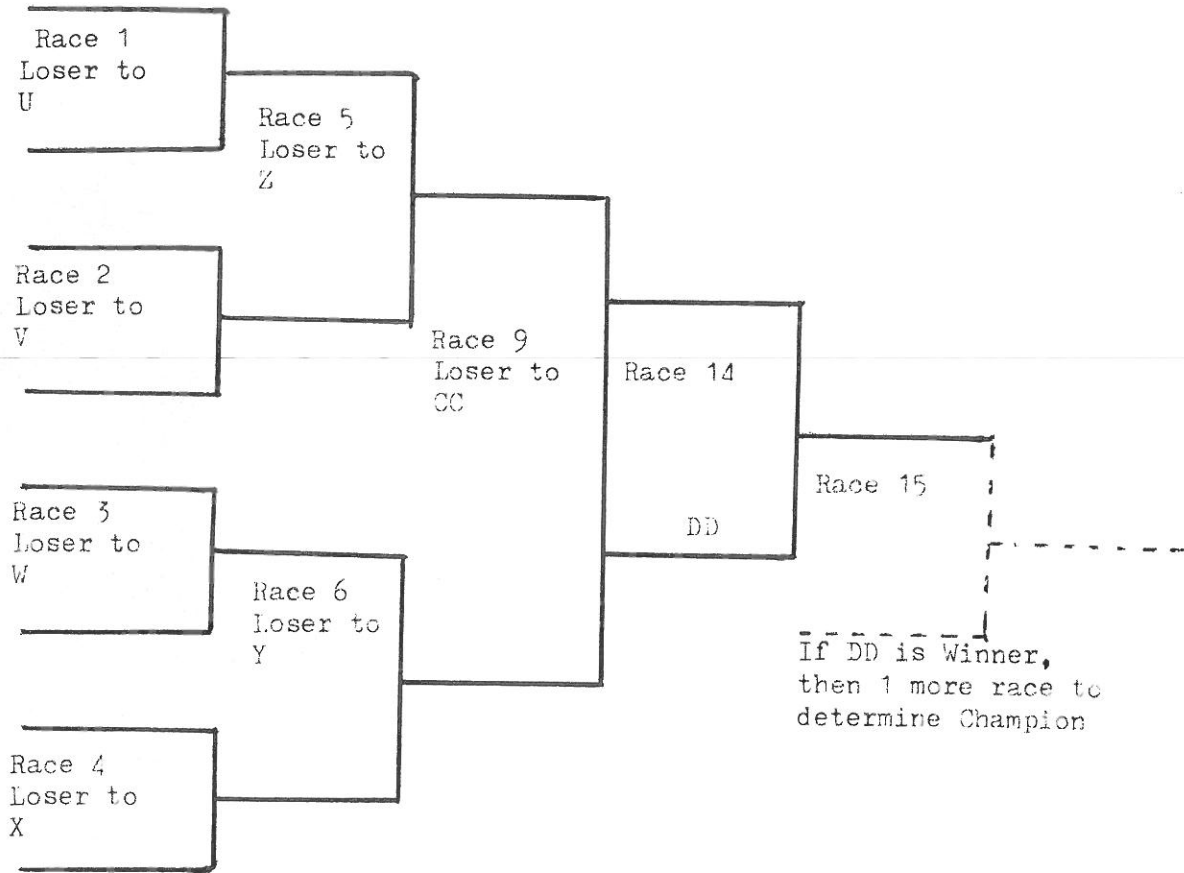 Race 1
Loser to
U
Race 5
Loser to
Z
Race 2
Loser to
V
Race 9
Loser to
CC
Race 14
Race 15
DD
Race 3
Loser to
W
Race 6
Loser to
Y
If DD is Winner,
then 1 more race to
determine Champion
Race 4
Loser to
X